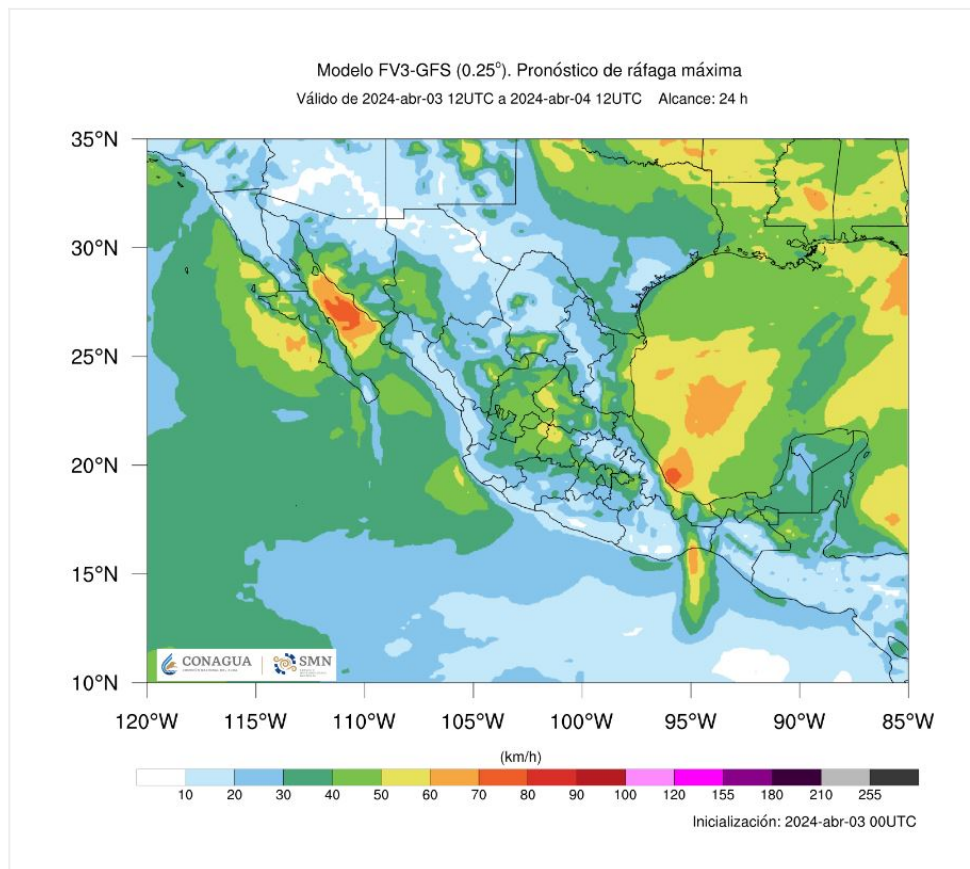 Modelo FV3-GFS (0.25°). Pronóstico de ráfaga máxima
Válido de 2024-abr-03 12UTC a 2024-abr-04 12UTC Alcance: 24 h
35°N
30°N
25°N
20°N
15°N
10°N
CONAGUA
SMN
120°W 115°W 110°W 105°W 100°W 95°W 90°W 85°W
(km/h)
10 20 30 40 50 60 70 80 90 100 120 155 180 210 255
Inicialización: 2024-abr-03 00UTC